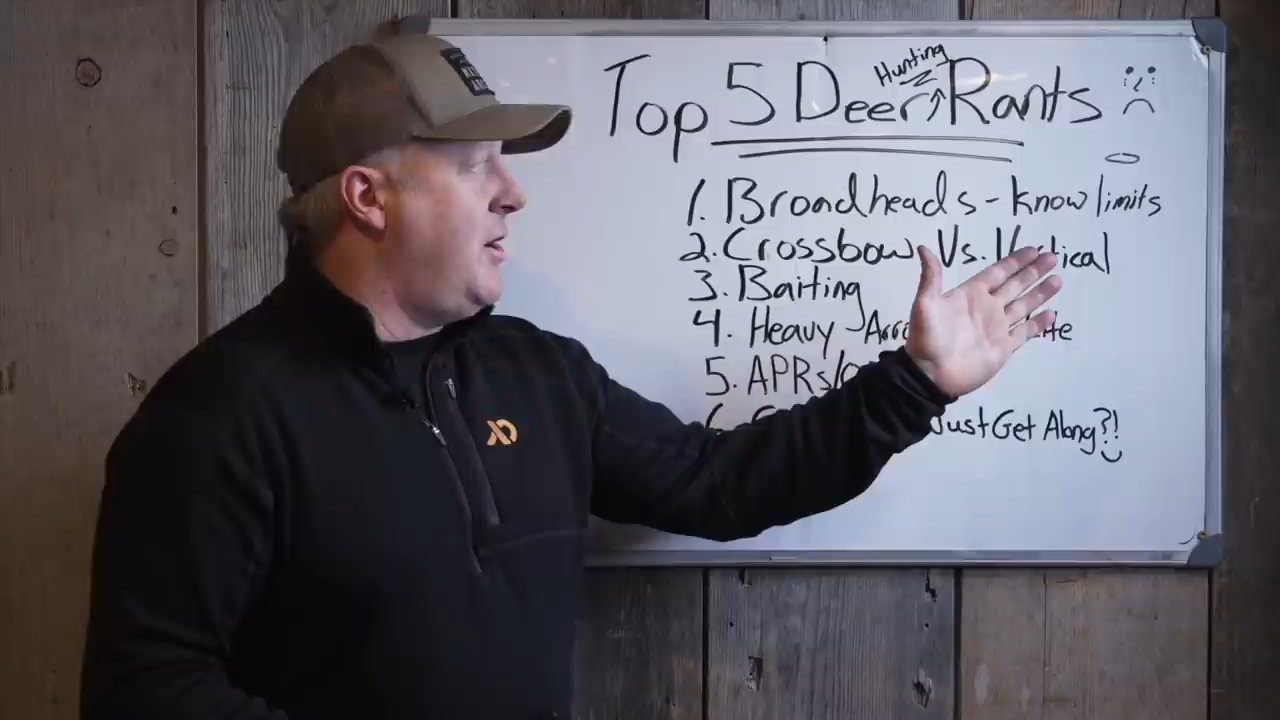 Top 5 Deer Hunting Rants
1. Broadheads - Know limits
2. Crossbow Vs. Vertical
3. Baiting
4. Heavy
5. APRs/
Just Get Along?!